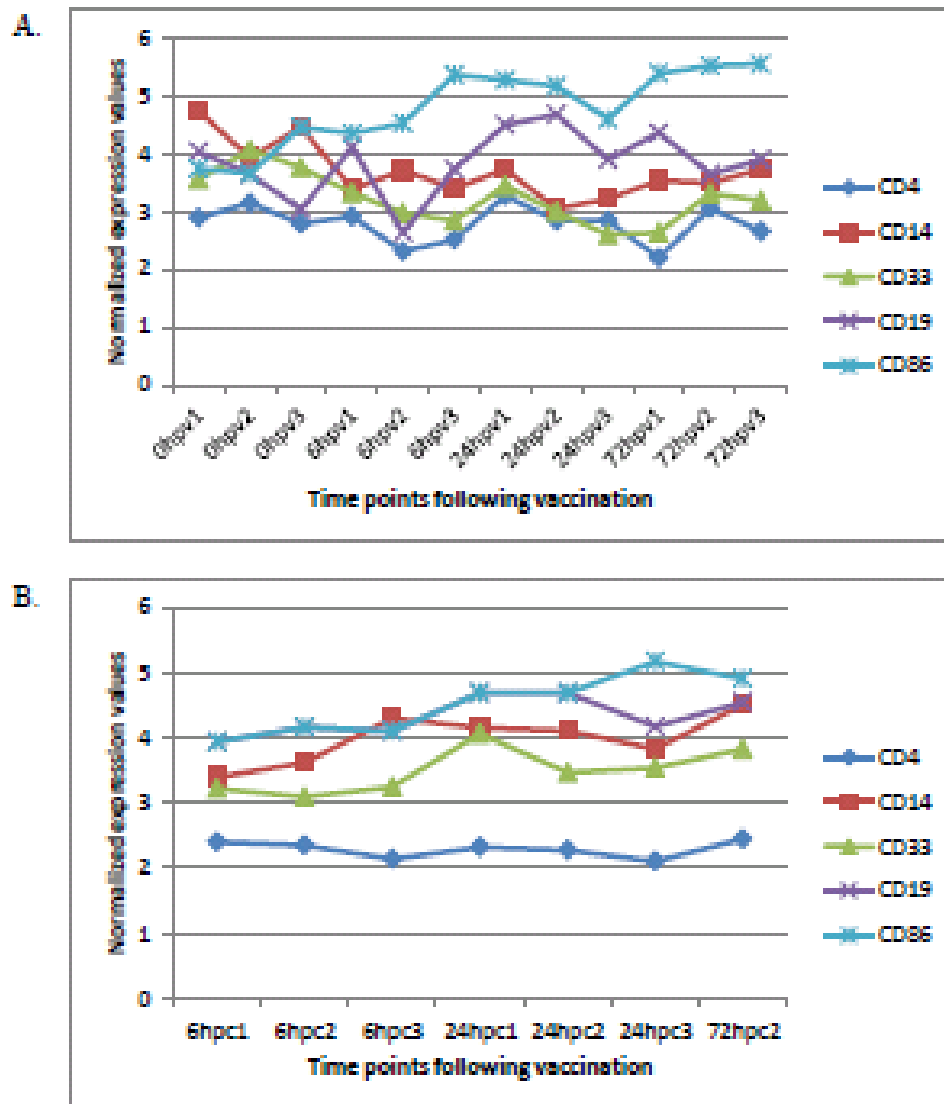 A.
6
5
4
3
2
1
0
Normalized expression values
0hpv1
0hpv2
0hpv3
6hpv1
6hpv2
6hpv3
24hpv1
24hpv2
24hpv3
72hpv1
72hpv2
72hpv3
Time points following vaccination
CD4
CD14
CD33
CD19
CD86
B.
6
5
4
3
2
1
0
Normalized expression values
6hpc1 6hpc2 6hpc3 24hpc1 24hpc2 24hpc3 72hpc2
Time points following vaccination
CD4
CD14
CD33
CD19
CD86